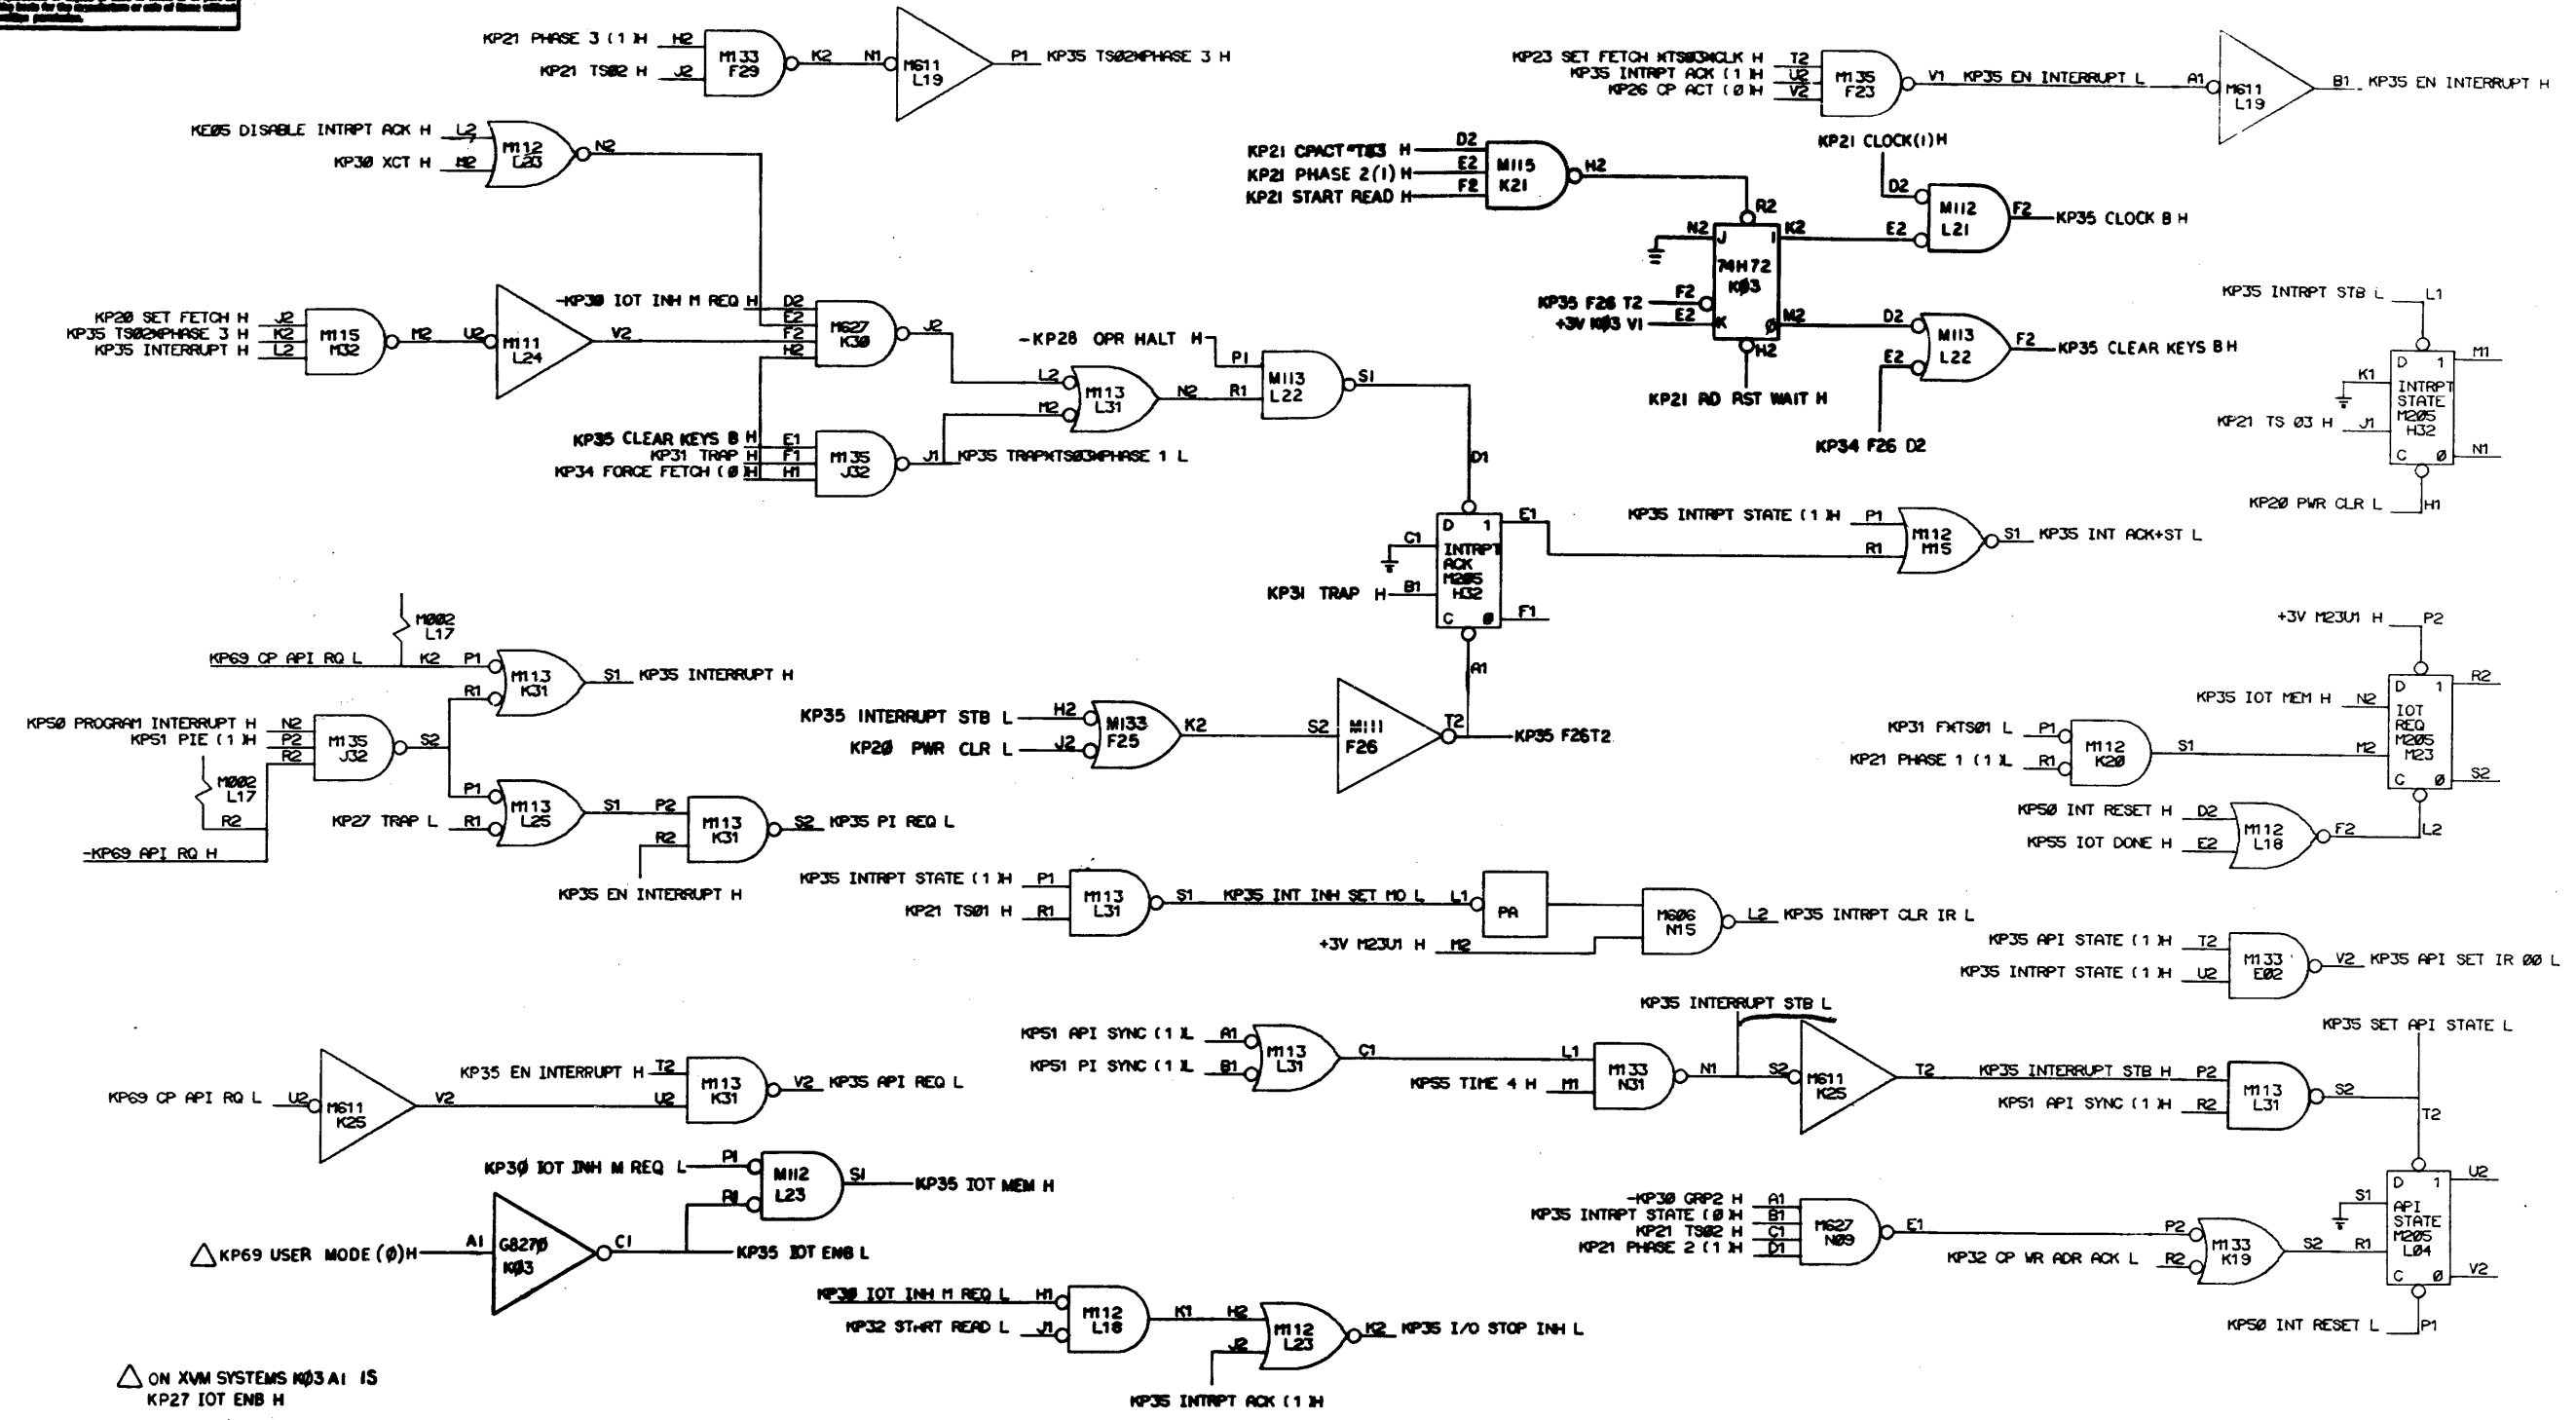 KP21 PHASE 3 (1)H H2
KP21 TS02 H J2
M133
F29
K2 N1
M611
L19
P1 KP35 TS02*PHASE 3 H
KP23 SET FETCH *TS03*CLK H T2
KP35 INTRPT ACK (1)H U2
KP26 CP ACT (0)H V2
M135
F23
V1 KP35 EN INTERRUPT L A1
M611
L19
B1 KP35 EN INTERRUPT H
KE05 DISABLE INTRPT ACK H L2
KP30 XCT H M2
M112
L23
N2
KP21 CPACT*TS3 H D2
KP21 PHASE 2(1)H E2
KP21 START READ H F2
M115
K21
H2
KP21 CLOCK(1)H
D2
E2
M112
L21
F2 KP35 CLOCK B H
R2
N2 J 1 K2
74H72
K03
KP35 F26 T2 F2
+3V K03 V1 E2 K 0 M2
H2
KP21 RD RST WAIT H
D2
E2
M113
L22
F2 KP35 CLEAR KEYS B H
KP34 F26 D2
KP35 INTRPT STB L L1
D 1 M1
K1
INTRPT
STATE
M205
H32
KP21 TS 03 H J1
C 0 N1
KP20 PWR CLR L H1
KP20 SET FETCH H J2
KP35 TS02*PHASE 3 H K2
KP35 INTERRUPT H L2
M115
M32
M2 U2
M111
L24
V2
-KP30 IOT INH M REQ H D2
E2
F2
H2
M627
K30
J2
KP35 CLEAR KEYS B H E1
KP31 TRAP H F1
KP34 FORCE FETCH (0)H H1
M135
J32
J1 KP35 TRAP*TS03*PHASE 1 L
L2
M2
M113
L31
N2 R1
-KP28 OPR HALT H
P1
M113
L22
S1
D1
D 1 E1
C1
INTRPT
ACK
M205
H32
KP31 TRAP H B1
C 0 F1
A1
KP35 INTRPT STATE (1)H P1
R1
M112
M15
S1 KP35 INT ACK+ST L
M002
L17
KP69 CP API RQ L K2 P1
R1
M113
K31
S1 KP35 INTERRUPT H
KP50 PROGRAM INTERRUPT H N2
KP51 PIE (1)H P2
R2
M135
J32
S2
M002
L17
R2
-KP69 API RQ H
P1
KP27 TRAP L R1
M113
L25
S1 P2
R2
M113
K31
S2 KP35 PI REQ L
KP35 EN INTERRUPT H
KP35 INTERRUPT STB L H2
KP20 PWR CLR L J2
M133
F25
K2 S2
M111
F26
T2
KP35 F26T2
+3V M23U1 H P2
D 1 R2
KP35 IOT MEM H N2
IOT
REQ
M205
M23
KP31 F*TS01 L P1
KP21 PHASE 1 (1)L R1
M112
K20
S1 M2
C 0 S2
KP50 INT RESET H D2
KP55 IOT DONE H E2
M112
L18
F2 L2
KP35 INTRPT STATE (1)H P1
KP21 TS01 H R1
M113
L31
S1 KP35 INT INH SET MO L L1
PA
+3V M23U1 H M2
M606
N15
L2 KP35 INTRPT CLR IR L
KP35 API STATE (1)H T2
KP35 INTRPT STATE (1)H U2
M133
E02
V2 KP35 API SET IR 00 L
KP69 CP API RQ L U2
M611
K25
V2
KP35 EN INTERRUPT H T2
U2
M113
K31
V2 KP35 API REQ L
KP51 API SYNC (1)L A1
KP51 PI SYNC (1)L B1
M113
L31
C1 L1
KP55 TIME 4 H M1
M133
N31
N1 S2
KP35 INTERRUPT STB L
M611
K25
T2 KP35 INTERRUPT STB H P2
KP51 API SYNC (1)H R2
M113
L31
S2
KP35 SET API STATE L
T2
KP30 IOT INH M REQ L P1
R1
M112
L23
S1 KP35 IOT MEM H
KP69 USER MODE (0)H A1
G8270
K03
C1 KP35 IOT ENB L
-KP30 GRP2 H A1
KP35 INTRPT STATE (0)H B1
KP21 TS02 H C1
KP21 PHASE 2 (1)H D1
M627
N09
E1 P2
KP32 CP WR ADR ACK L R2
M133
K19
S2 R1
D 1 U2
S1
API
STATE
M205
L04
C 0 V2
KP50 INT RESET L P1
KP30 IOT INH M REQ L H1
KP32 START READ L J1
M112
L18
K1 H2
J2
M112
L23
K2 KP35 I/O STOP INH L
KP35 INTRPT ACK (1)H
ON XVM SYSTEMS K03 A1 IS
KP27 IOT ENB H